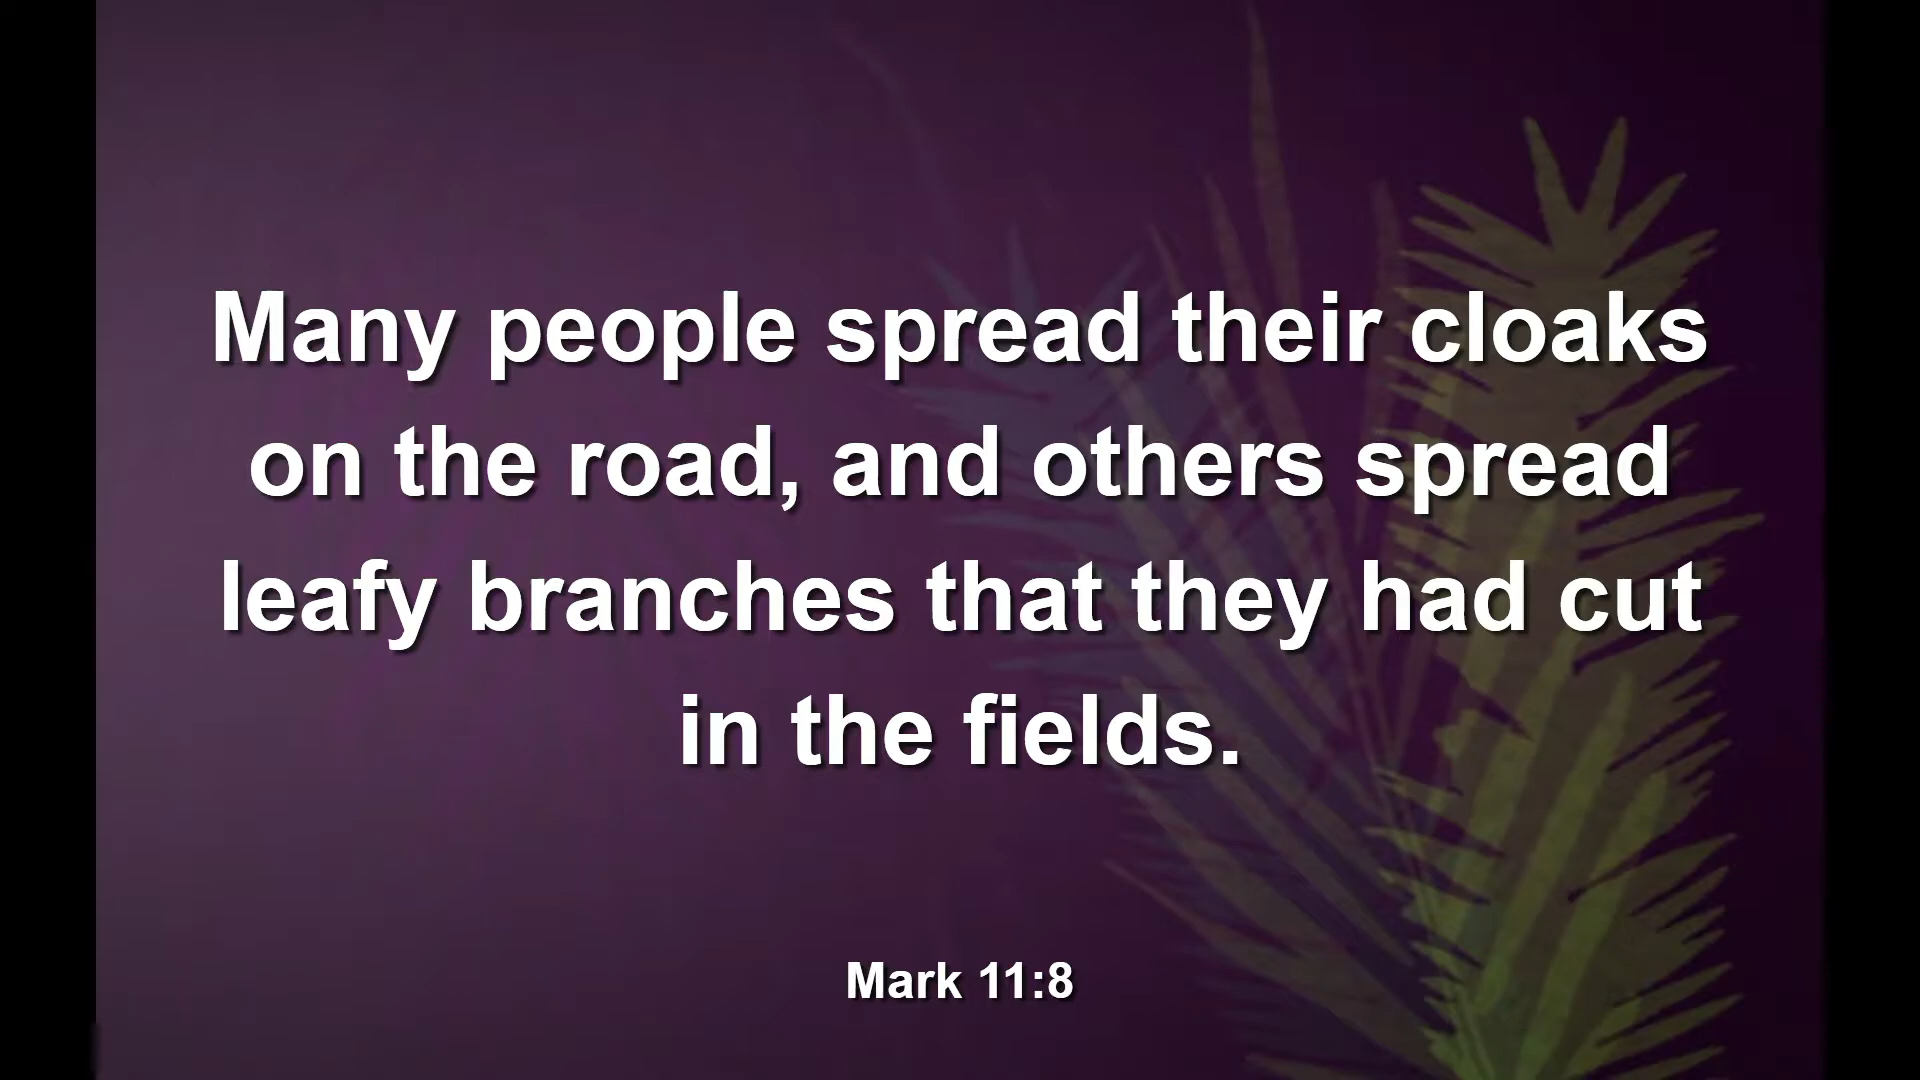 Many people spread their cloaks
on the road, and others spread
leafy branches that they had cut
in the fields.
Mark 11:8